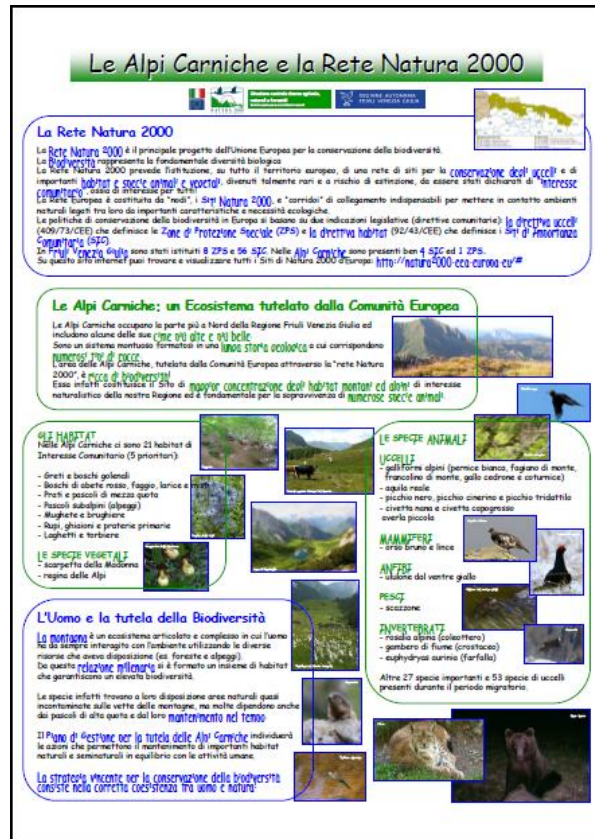 Le Alpi Carniche e la Rete Natura 2000
La Rete Natura 2000
La Rete Natura 2000 è il principale progetto dell'Unione Europea per la conservazione della biodiversità.
La Biodiversità rappresenta la fondamentale diversità biologica
La Rete Natura 2000 prevede l'istituzione, su tutto il territorio europeo, di una rete di siti per la conservazione degli uccelli e di
importanti habitat e specie animali e vegetali, divenuti talmente rari e a rischio di estinzione, da essere stati dichiarati di "interesse
comunitario", ossia di interesse per tutti!
La Rete Europea è costituita da "nodi", i Siti Natura 2000, e "corridoi" di collegamento indispensabili per mettere in contatto ambienti
naturali legati tra loro da importanti caratteristiche e necessità ecologiche.
Le politiche di conservazione della biodiversità in Europa si basano su due indicazioni legislative (direttive comunitarie): la direttiva uccelli
(409/73/CEE) che definisce le Zone di Protezione Speciale (ZPS) e la direttiva habitat (92/43/CEE) che definisce i Siti di Importanza
Comunitaria (SIC).
In Friuli Venezia Giulia sono stati istituiti 8 ZPS e 56 SIC. Nelle Alpi Carniche sono presenti ben 4 SIC ed 1 ZPS.
Su questo sito internet puoi trovare e visualizzare tutti i Siti di Natura 2000 d'Europa: http://natura2000.eea.europa.eu/#
Le Alpi Carniche: un Ecosistema tutelato dalla Comunità Europea
Le Alpi Carniche occupano la parte più a Nord della Regione Friuli Venezia Giulia ed
includono alcune delle sue cime più alte e più belle
Sono un sistema montuoso formatosi in una lunga storia geologica a cui corrispondono
numerosi tipi di rocce.
L'area delle Alpi Carniche, tutelata dalla Comunità Europea attraverso la "rete Natura
2000", è ricca di biodiversità!
Essa infatti costituisce il Sito di maggior concentrazione degli habitat montani ed alpini di interesse
naturalistico della nostra Regione ed è fondamentale per la sopravvivenza di numerose specie animali.
GLI HABITAT
Nelle Alpi Carniche ci sono 21 habitat di
Interesse Comunitario (5 prioritari):
- Greti e boschi golenali
- Boschi di abete rosso, faggio, larice e misti
- Prati e pascoli di mezza quota
- Pascoli subalpini (alpeggi)
- Mughete e brughiere
- Rupi, ghiaioni e praterie primarie
- Laghetti e torbiere
LE SPECIE VEGETALI
- scarpetta della Madonna
- regina delle Alpi
LE SPECIE ANIMALI
UCCELLI
- galliformi alpini (pernice bianca, fagiano di monte,
francolino di monte, gallo cedrone e coturnice)
- aquila reale
- picchio nero, picchio cinerino e picchio tridattilo
- civetta nana e civetta capogrosso
averla piccola
MAMMIFERI
- orso bruno e lince
ANFIBI
- ululone dal ventre giallo
PESCI
- scazzone
INVERTEBRATI
- rosalia alpina (coleottero)
- gambero di fiume (crostaceo)
- euphydryas aurinia (farfalla)
Altre 27 specie importanti e 53 specie di uccelli
presenti durante il periodo migratorio.
L'Uomo e la tutela della Biodiversità
La montagna è un ecosistema articolato e complesso in cui l'uomo
ha da sempre interagito con l'ambiente utilizzando le diverse
risorse che aveva disposizione (es. foreste e alpeggi).
Da questa relazione millenaria si è formato un insieme di habitat
che garantiscono un elevata biodiversità.
Le specie infatti trovano a loro disposizione aree naturali quasi
incontaminate sulle vette delle montagne, ma molte dipendono anche
dai pascoli di alta quota e dal loro mantenimento nel tempo.
Il Piano di Gestione per la tutela delle Alpi Carniche individuerà
le azioni che permettono il mantenimento di importanti habitat
naturali e seminaturali in equilibrio con le attività umane.
La strategia vincente per la conservazione della biodiversità
consiste nella corretta coesistenza tra uomo e natura!